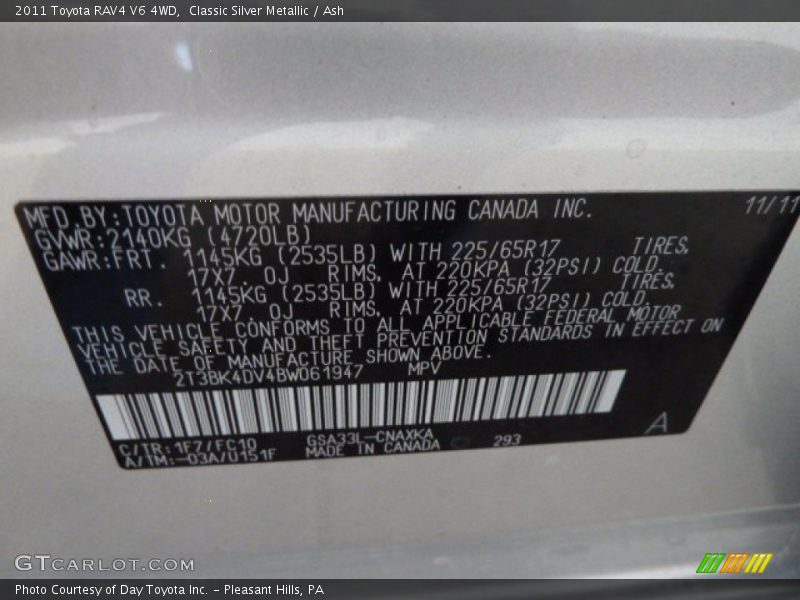 2011 Toyota RAV4 V6 4WD, Classic Silver Metallic / Ash
MFD.BY:TOYOTA MOTOR MANUFACTURING CANADA INC. 11/11
GVWR:2140KG (4720LB)
GAWR:FRT. 1145KG (2535LB) WITH 225/65R17 TIRES,
17X7.0J RIMS, AT 220KPA (32PSI) COLD.
RR. 1145KG (2535LB) WITH 225/65R17 TIRES,
17X7 0J RIMS, AT 220KPA (32PSI) COLD.
THIS VEHICLE CONFORMS TO ALL APPLICABLE FEDERAL MOTOR
VEHICLE SAFETY AND THEFT PREVENTION STANDARDS IN EFFECT ON
THE DATE OF MANUFACTURE SHOWN ABOVE.
2T3BK4DV4BW061947 MPV
C/TR:1F7/FC10 GSA33L-CNAXKA 293 A
A/TM:-03A/U151F MADE IN CANADA
GTCARLOT.COM
Photo Courtesy of Day Toyota Inc. - Pleasant Hills, PA